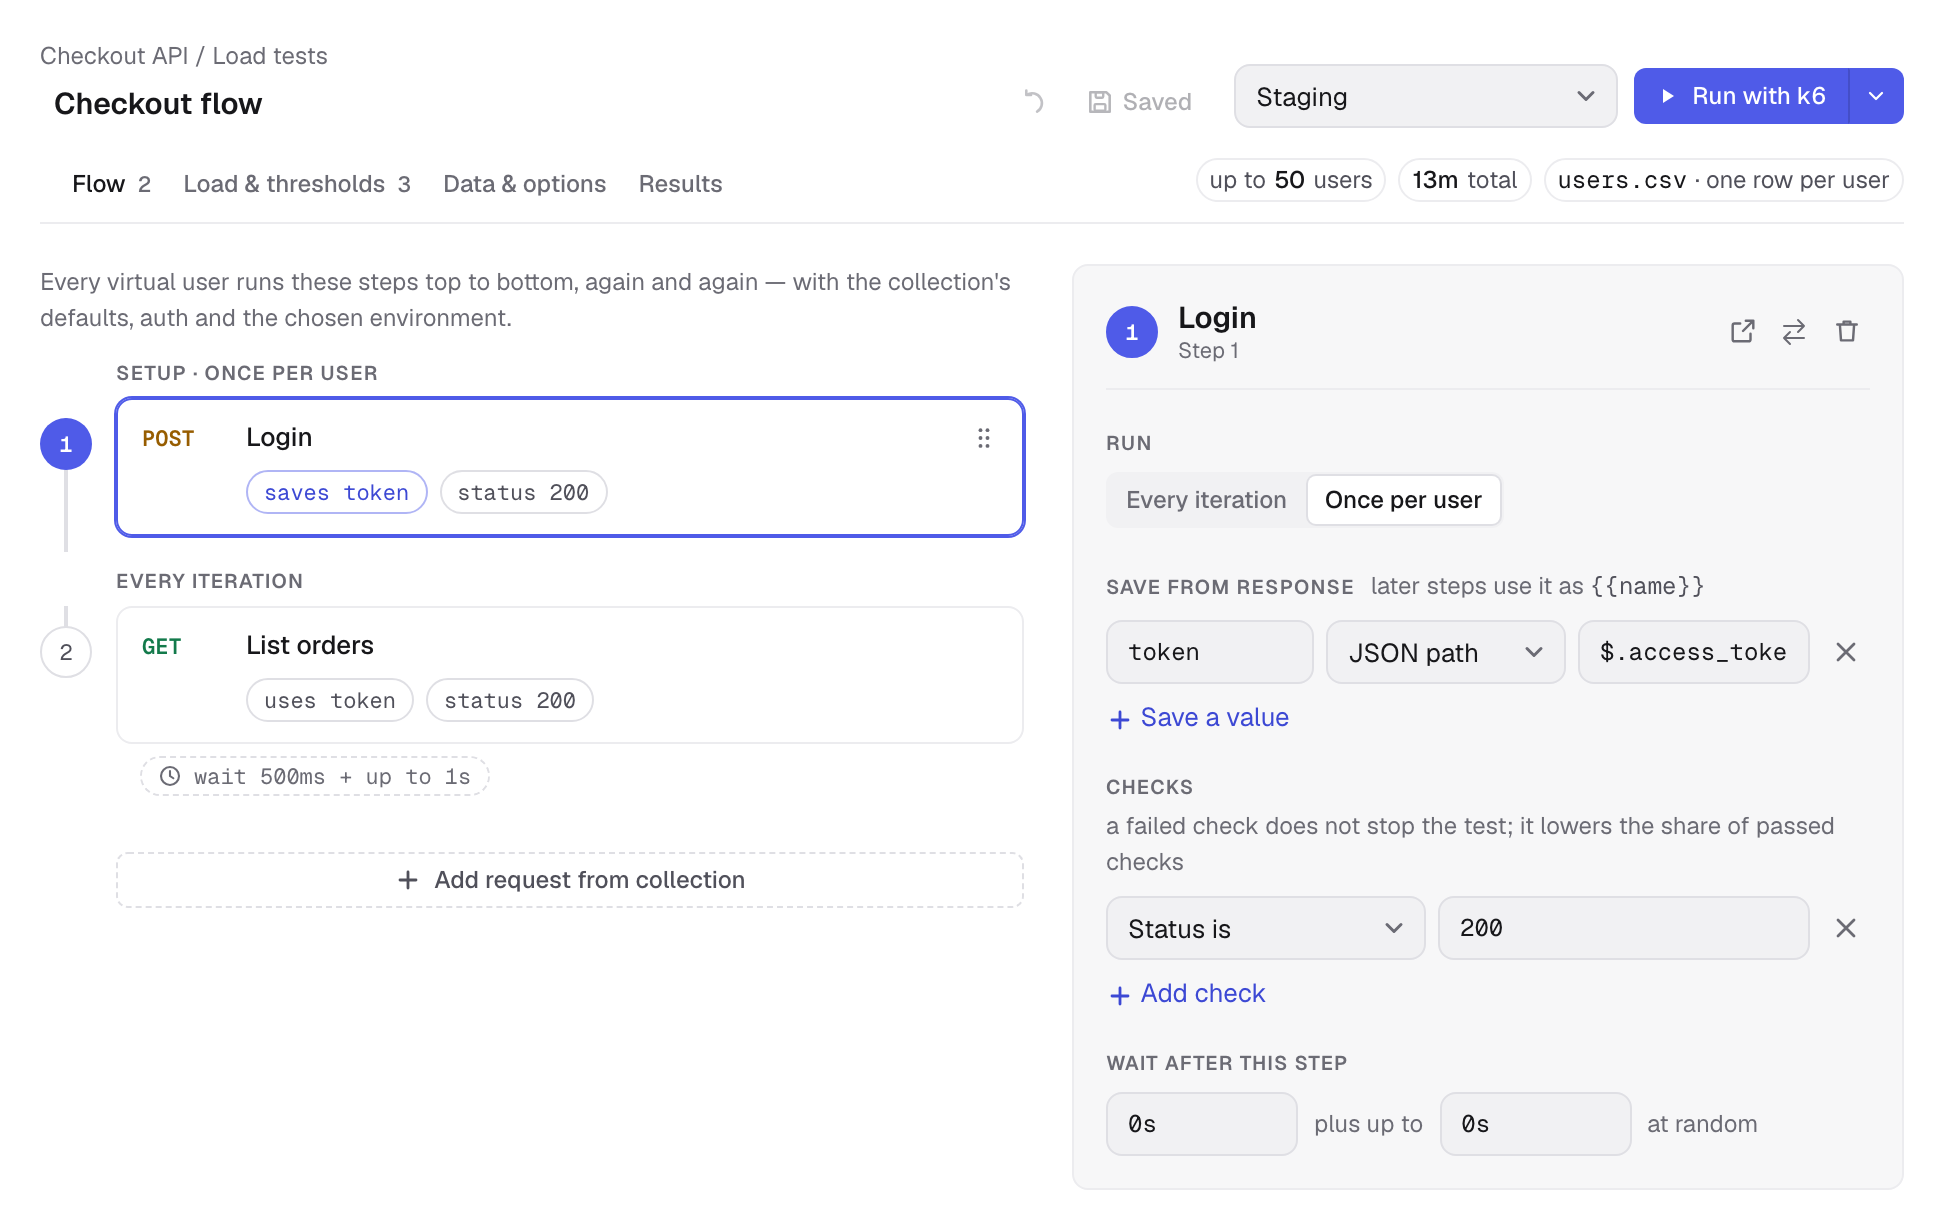 Checkout API / Load tests
Checkout flow
Saved
Staging
Run with k6
Flow 2
Load & thresholds 3
Data & options
Results
up to 50 users
13m total
users.csv · one row per user
Every virtual user runs these steps top to bottom, again and again — with the collection's
defaults, auth and the chosen environment.
SETUP · ONCE PER USER
1
POST
Login
saves token
status 200
EVERY ITERATION
2
GET
List orders
uses token
status 200
wait 500ms + up to 1s
Add request from collection
1
Login
Step 1
RUN
Every iteration
Once per user
SAVE FROM RESPONSE later steps use it as {{name}}
token
JSON path
$.access_toke
Save a value
CHECKS
a failed check does not stop the test; it lowers the share of passed
checks
Status is
200
Add check
WAIT AFTER THIS STEP
0s
plus up to
0s
at random